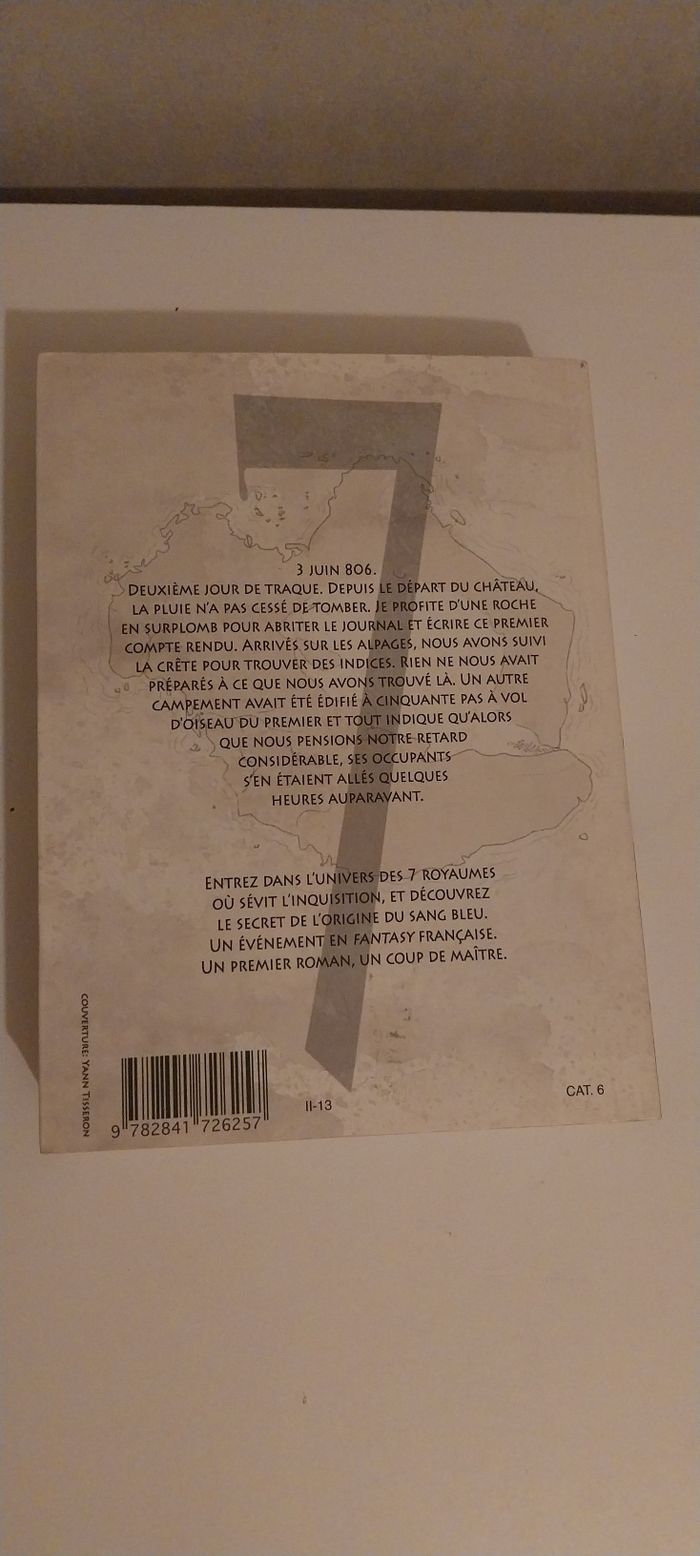 7
3 JUIN 806.
DEUXIÈME JOUR DE TRAQUE. DEPUIS LE DÉPART DU CHÂTEAU,
LA PLUIE N'A PAS CESSÉ DE TOMBER. JE PROFITE D'UNE ROCHE
EN SURPLOMB POUR ABRITER LE JOURNAL ET ÉCRIRE CE PREMIER
COMPTE RENDU. ARRIVÉS SUR LES ALPAGES, NOUS AVONS SUIVI
LA CRÊTE POUR TROUVER DES INDICES. RIEN NE NOUS AVAIT
PRÉPARÉS À CE QUE NOUS AVONS TROUVÉ LÀ. UN AUTRE
CAMPEMENT AVAIT ÉTÉ ÉDIFIÉ À CINQUANTE PAS À VOL
D'OISEAU DU PREMIER ET TOUT INDIQUE QU'ALORS
QUE NOUS PENSIONS NOTRE RETARD
CONSIDÉRABLE, SES OCCUPANTS
S'EN ÉTAIENT ALLÉS QUELQUES
HEURES AUPARAVANT.
ENTREZ DANS L'UNIVERS DES 7 ROYAUMES
OÙ SÉVIT L'INQUISITION, ET DÉCOUVREZ
LE SECRET DE L'ORIGINE DU SANG BLEU.
UN ÉVÉNEMENT EN FANTASY FRANÇAISE.
UN PREMIER ROMAN, UN COUP DE MAÎTRE.
COUVERTURE: YANN TISSERON
9 782841 726257
II-13
CAT. 6